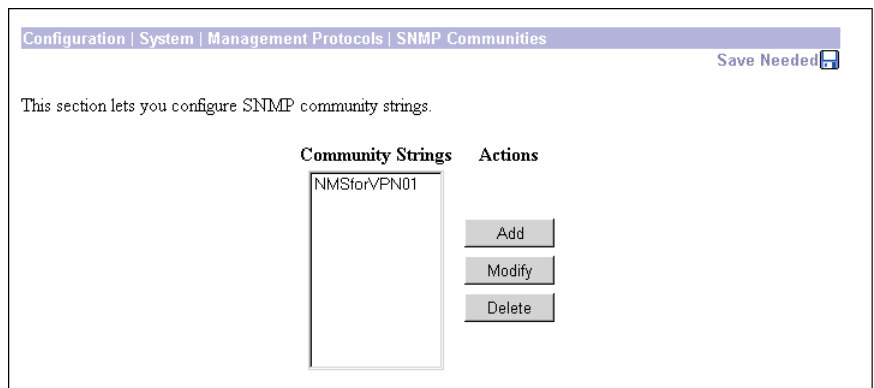 Configuration | System | Management Protocols | SNMP Communities
Save Needed
This section lets you configure SNMP community strings.
Community Strings Actions
NMSforVPN01
Add
Modify
Delete